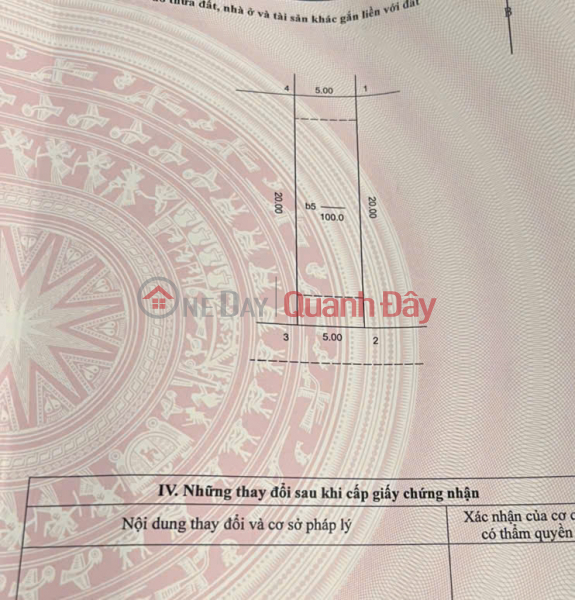 thửa đất, nhà ở và tài sản khác gắn liền với đất
B
4 5.00 1
20.00 b5 100.0 20.00
ONEDAY Quanh Đây
3 5.00 2
IV. Những thay đổi sau khi cấp giấy chứng nhận
Nội dung thay đổi và cơ sở pháp lý
Xác nhận của cơ q
có thẩm quyền